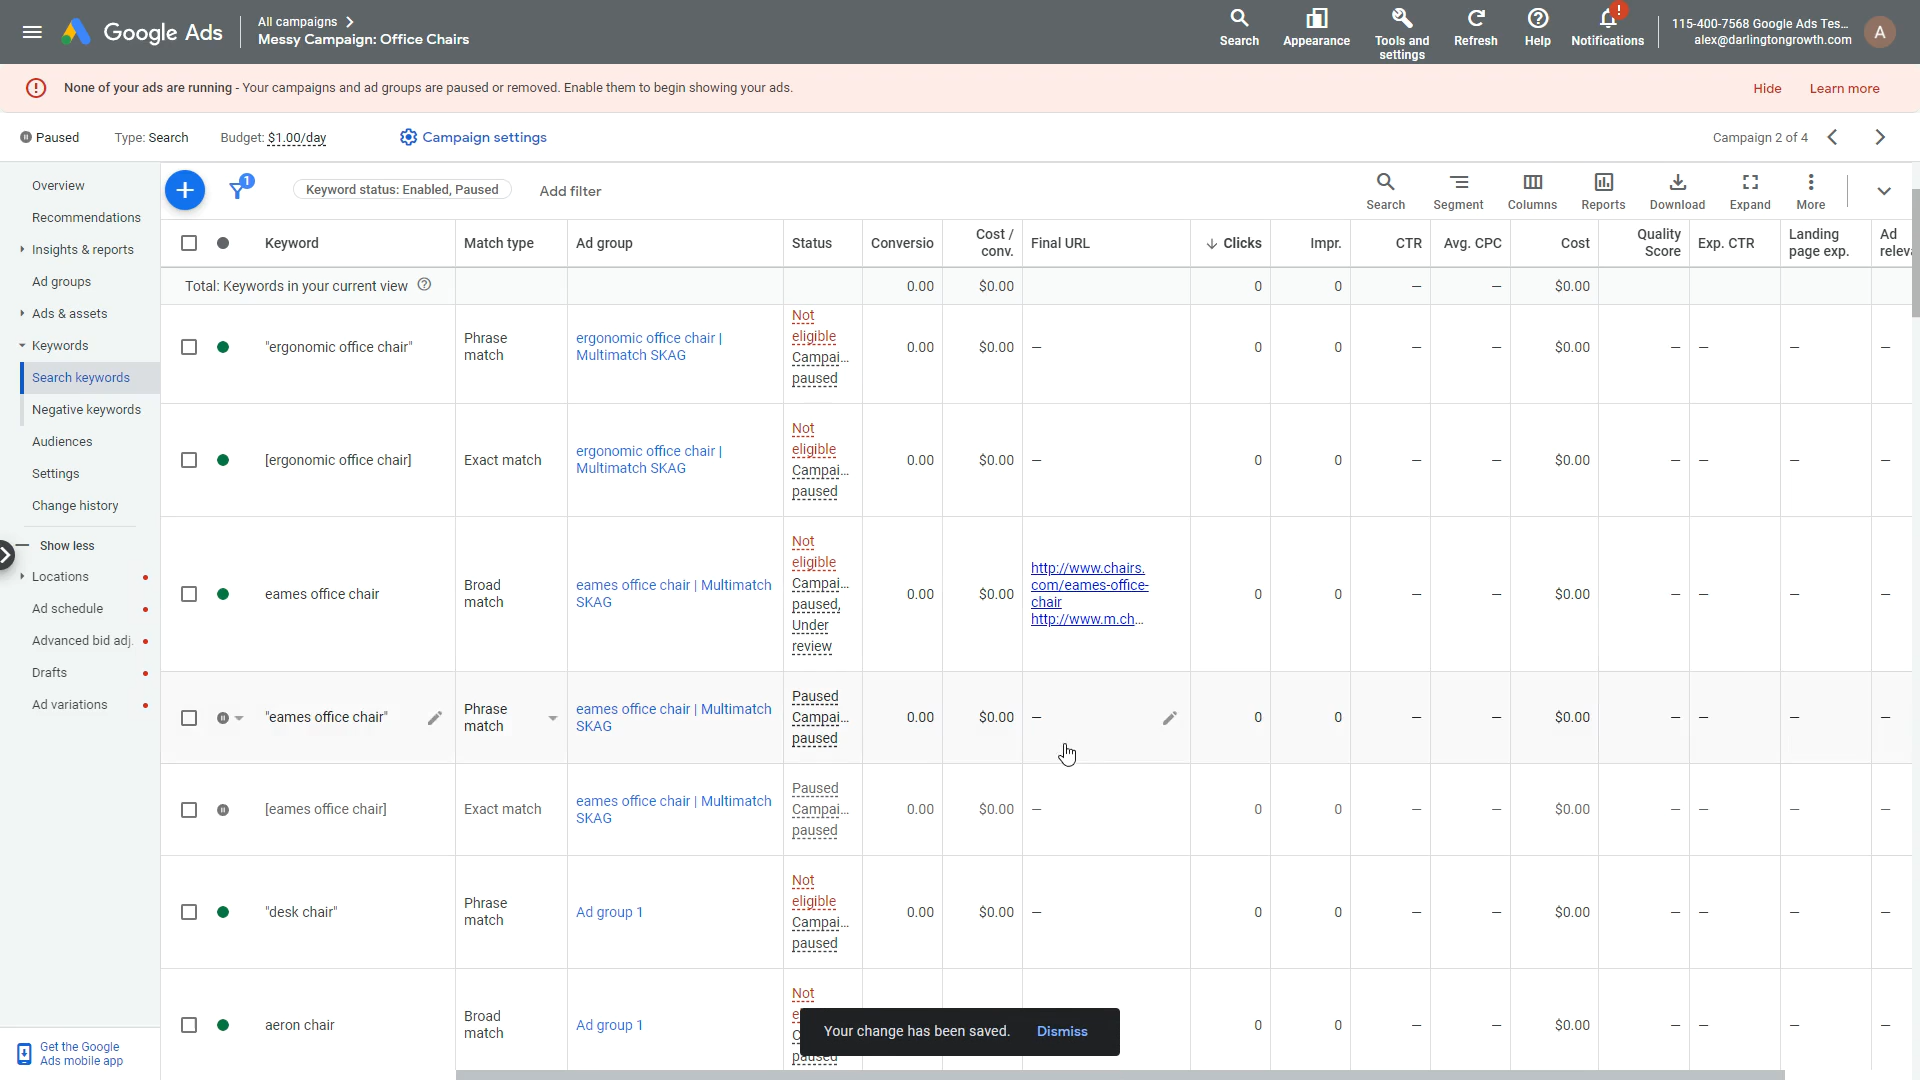 Google Ads
All campaigns
Messy Campaign: Office Chairs
Search
Appearance
Tools and
settings
Refresh
Help
!
Notifications
115-400-7568 Google Ads Tes...
alex@darlingtongrowth.com
A
None of your ads are running - Your campaigns and ad groups are paused or removed. Enable them to begin showing your ads.
Hide
Learn more
Paused
Type: Search
Budget: $1.00/day
Campaign settings
Campaign 2 of 4
Overview
Recommendations
Insights & reports
Ad groups
Ads & assets
Keywords
Search keywords
Negative keywords
Audiences
Settings
Change history
Show less
Locations
Ad schedule
Advanced bid adj.
Drafts
Ad variations
Get the Google
Ads mobile app
1
Keyword status: Enabled, Paused
Add filter
Search
Segment
Columns
Reports
Download
Expand
More
Keyword
Match type
Ad group
Status
Conversio
Cost /
conv.
Final URL
Clicks
Impr.
CTR
Avg. CPC
Cost
Quality
Score
Exp. CTR
Landing
page exp.
Ad
relev
Total: Keywords in your current view
0.00
$0.00
0
0
—
—
$0.00
"ergonomic office chair"
Phrase
match
ergonomic office chair |
Multimatch SKAG
Not
eligible
Campai...
paused
0.00
$0.00
—
0
0
—
—
$0.00
—
—
—
—
[ergonomic office chair]
Exact match
ergonomic office chair |
Multimatch SKAG
Not
eligible
Campai...
paused
0.00
$0.00
—
0
0
—
—
$0.00
—
—
—
—
eames office chair
Broad
match
eames office chair | Multimatch
SKAG
Not
eligible
Campai...
paused,
Under
review
0.00
$0.00
http://www.chairs.
com/eames-office-
chair
http://www.m.ch...
0
0
—
—
$0.00
—
—
—
—
"eames office chair"
Phrase
match
eames office chair | Multimatch
SKAG
Paused
Campai...
paused
0.00
$0.00
—
0
0
—
—
$0.00
—
—
—
—
[eames office chair]
Exact match
eames office chair | Multimatch
SKAG
Paused
Campai...
paused
0.00
$0.00
—
0
0
—
—
$0.00
—
—
—
—
"desk chair"
Phrase
match
Ad group 1
Not
eligible
Campai...
paused
0.00
$0.00
—
0
0
—
—
$0.00
—
—
—
—
aeron chair
Broad
match
Ad group 1
Not
0
0
—
—
$0.00
—
—
—
—
Your change has been saved.
Dismiss